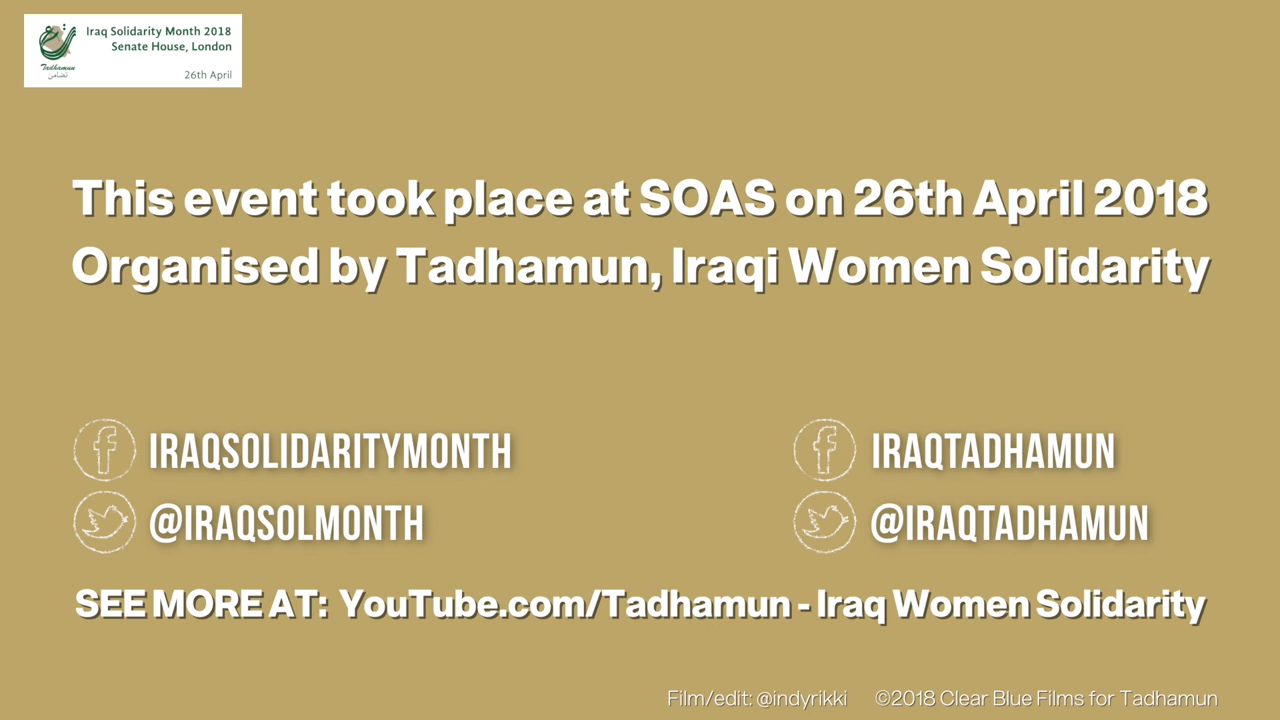 Iraq Solidarity Month 2018
Senate House, London
Tadhamun
تضامن
26th April
This event took place at SOAS on 26th April 2018
Organised by Tadhamun, Iraqi Women Solidarity
IRAQSOLIDARITYMONTH
IRAQTADHAMUN
@IRAQSOLMONTH
@IRAQTADHAMUN
SEE MORE AT: YouTube.com/Tadhamun - Iraq Women Solidarity
Film/edit: @indyrikki ©2018 Clear Blue Films for Tadhamun